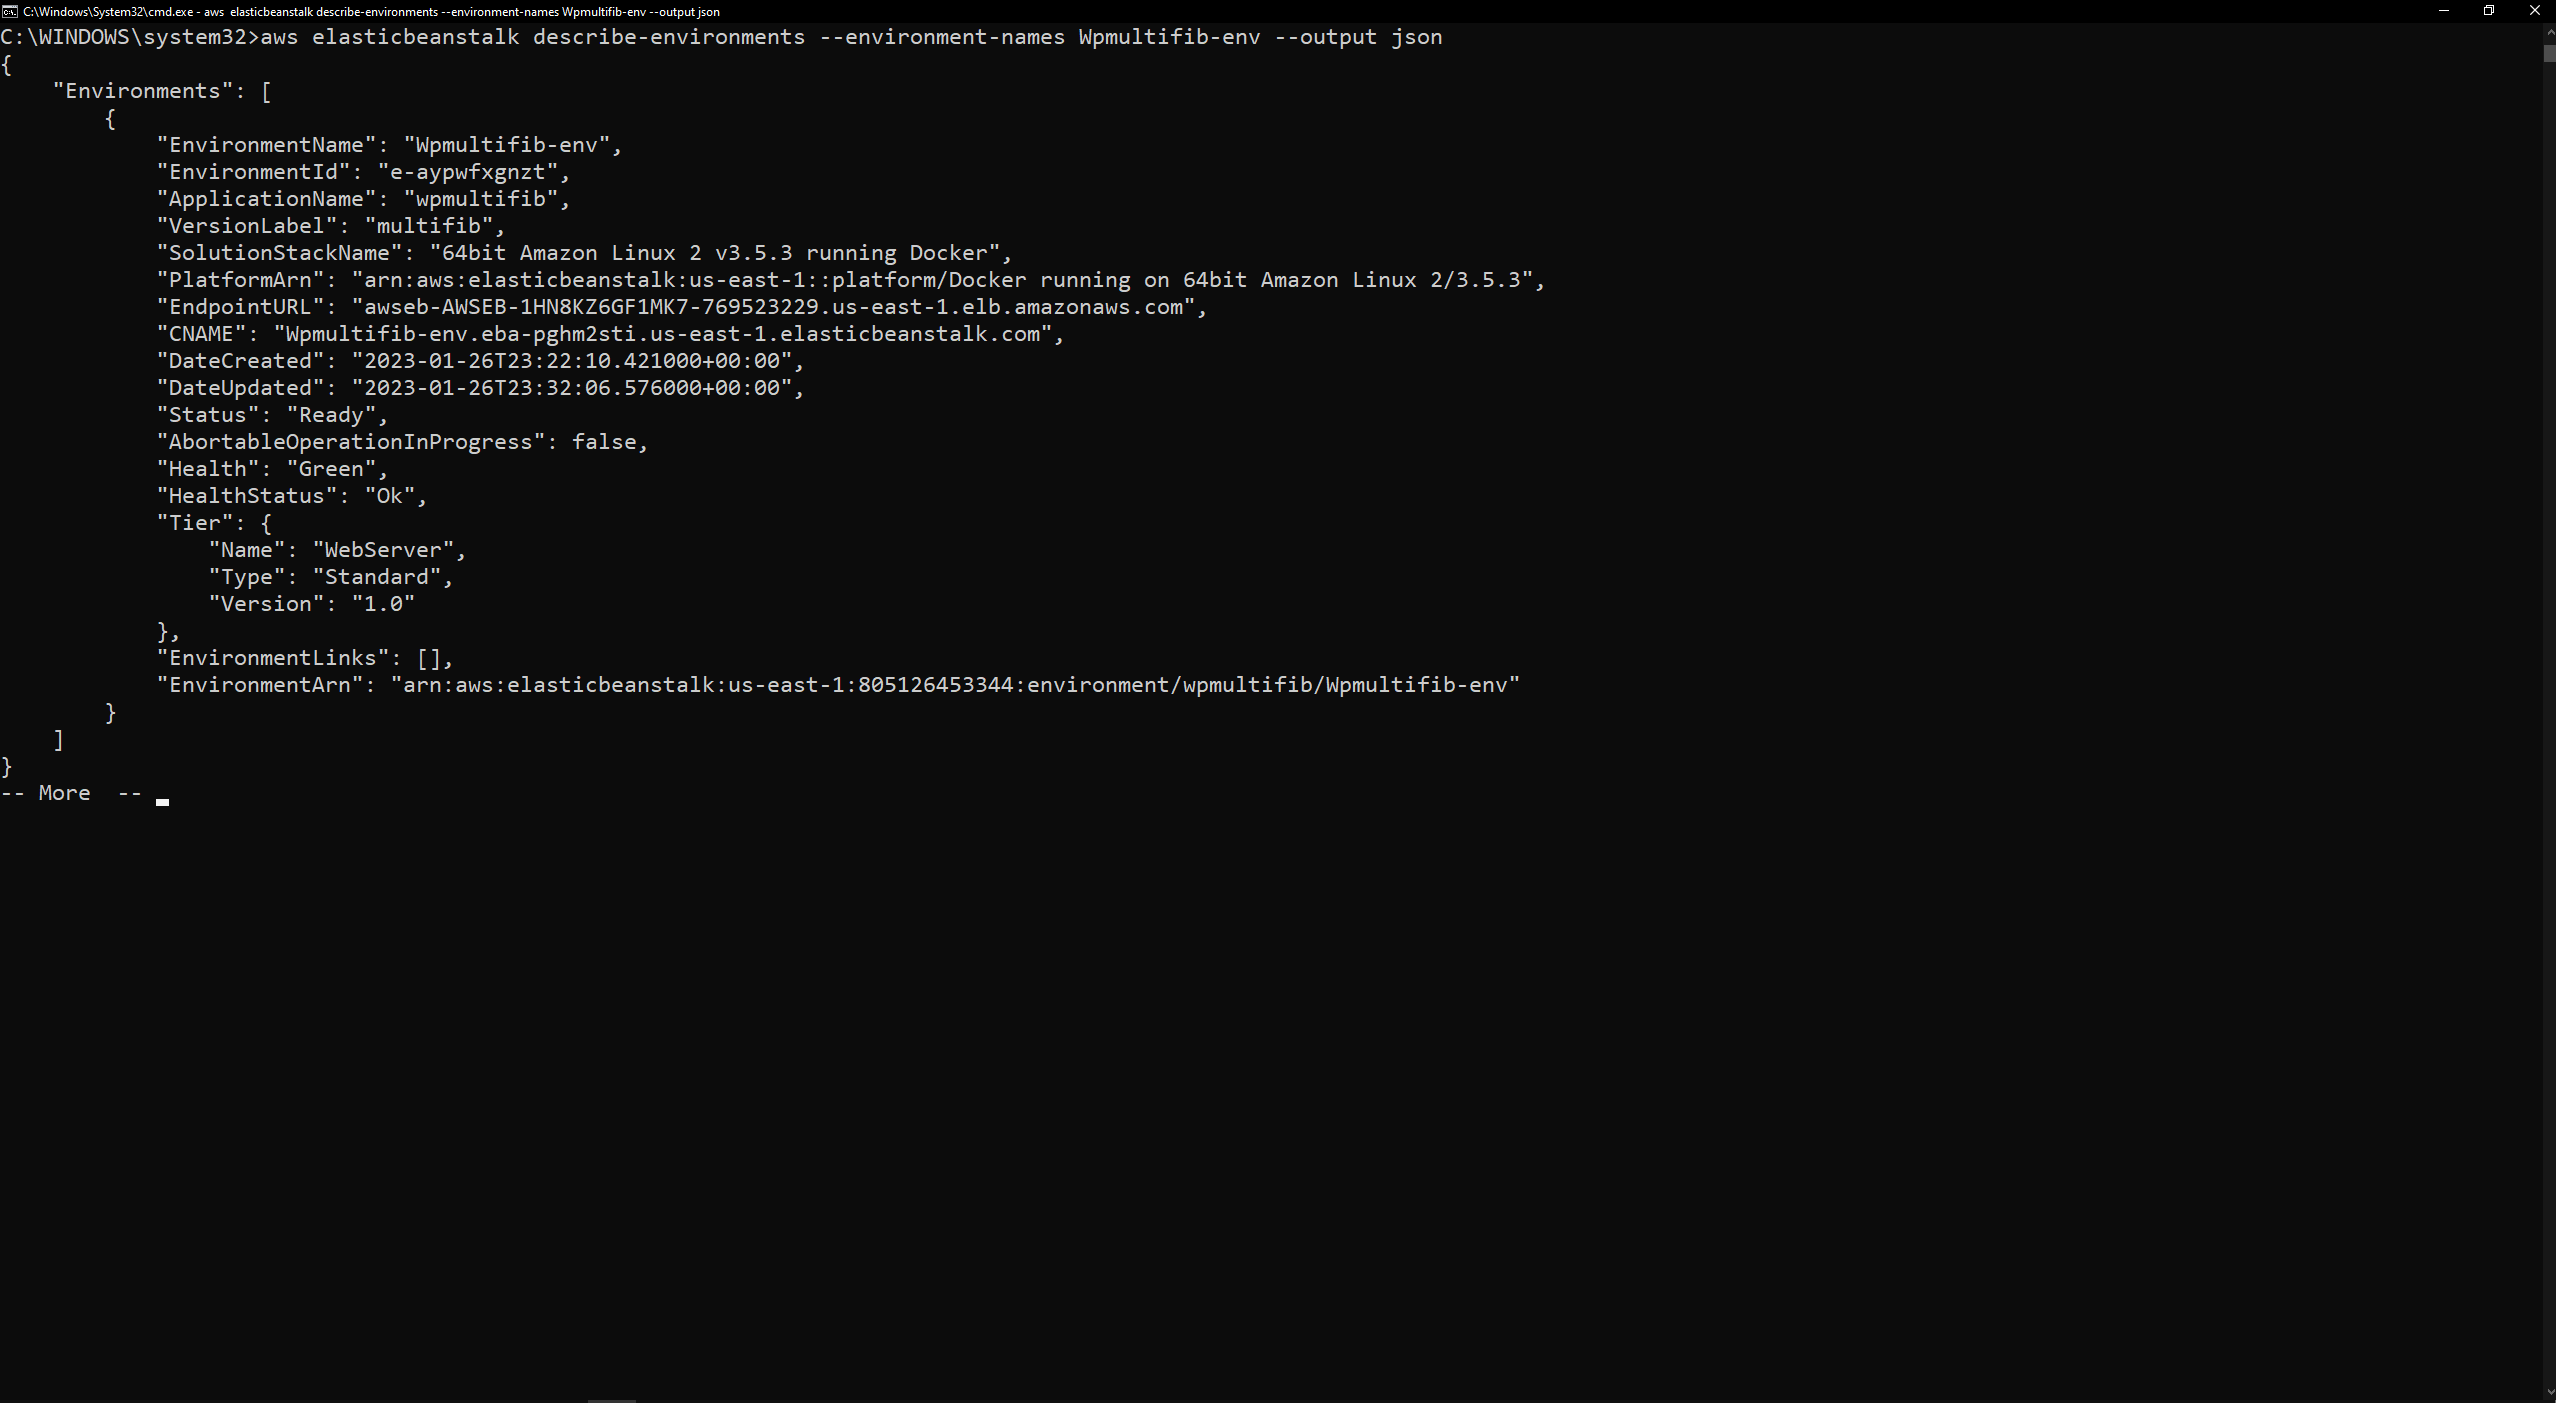 C:\Windows\System32\cmd.exe - aws  elasticbeanstalk describe-environments --environment-names Wpmultifib-env --output json
C:\WINDOWS\system32>aws elasticbeanstalk describe-environments --environment-names Wpmultifib-env --output json
{
    "Environments": [
        {
            "EnvironmentName": "Wpmultifib-env",
            "EnvironmentId": "e-aypwfxgnzt",
            "ApplicationName": "wpmultifib",
            "VersionLabel": "multifib",
            "SolutionStackName": "64bit Amazon Linux 2 v3.5.3 running Docker",
            "PlatformArn": "arn:aws:elasticbeanstalk:us-east-1::platform/Docker running on 64bit Amazon Linux 2/3.5.3",
            "EndpointURL": "awseb-AWSEB-1HN8KZ6GF1MK7-769523229.us-east-1.elb.amazonaws.com",
            "CNAME": "Wpmultifib-env.eba-pghm2sti.us-east-1.elasticbeanstalk.com",
            "DateCreated": "2023-01-26T23:22:10.421000+00:00",
            "DateUpdated": "2023-01-26T23:32:06.576000+00:00",
            "Status": "Ready",
            "AbortableOperationInProgress": false,
            "Health": "Green",
            "HealthStatus": "Ok",
            "Tier": {
                "Name": "WebServer",
                "Type": "Standard",
                "Version": "1.0"
            },
            "EnvironmentLinks": [],
            "EnvironmentArn": "arn:aws:elasticbeanstalk:us-east-1:805126453344:environment/wpmultifib/Wpmultifib-env"
        }
    ]
}
-- More  --